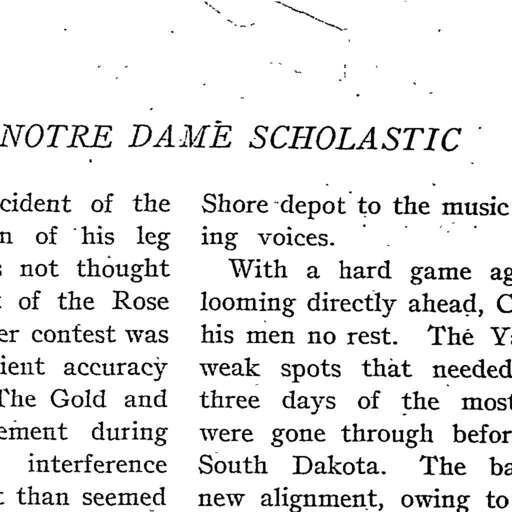 NOTRE DAME SCHOLASTIC
cident of the
n of his leg
not thought
of the Rose
er contest was
ient accuracy
The Gold and
ement during
interference
than seemed
Shore depot to the music
ing voices.
With a hard game ag
looming directly ahead, C
his men no rest. The Ya
weak spots that needed
three days of the most
were gone through befor
South Dakota. The ba
new alignment, owing to